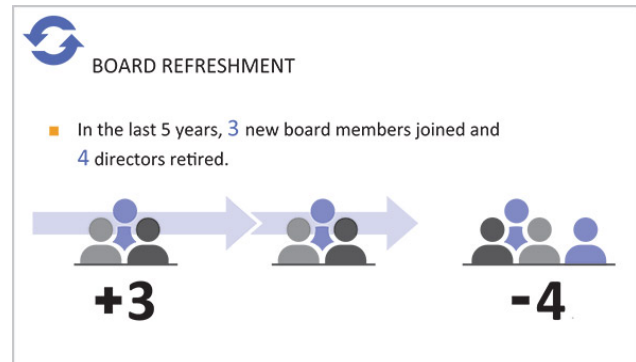 BOARD REFRESHMENT
In the last 5 years, 3 new board members joined and
4 directors retired.
+3
-4